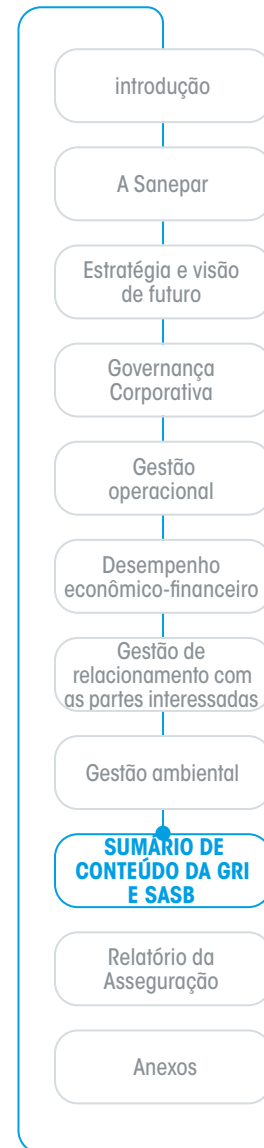 introdução
A Sanepar
Estratégia e visão
de futuro
Governança
Corporativa
Gestão
operacional
Desempenho
econômico-financeiro
Gestão de
relacionamento com
as partes interessadas
Gestão ambiental
SUMÁRIO DE
CONTEÚDO DA GRI
E SASB
Relatório da
Asseguração
Anexos